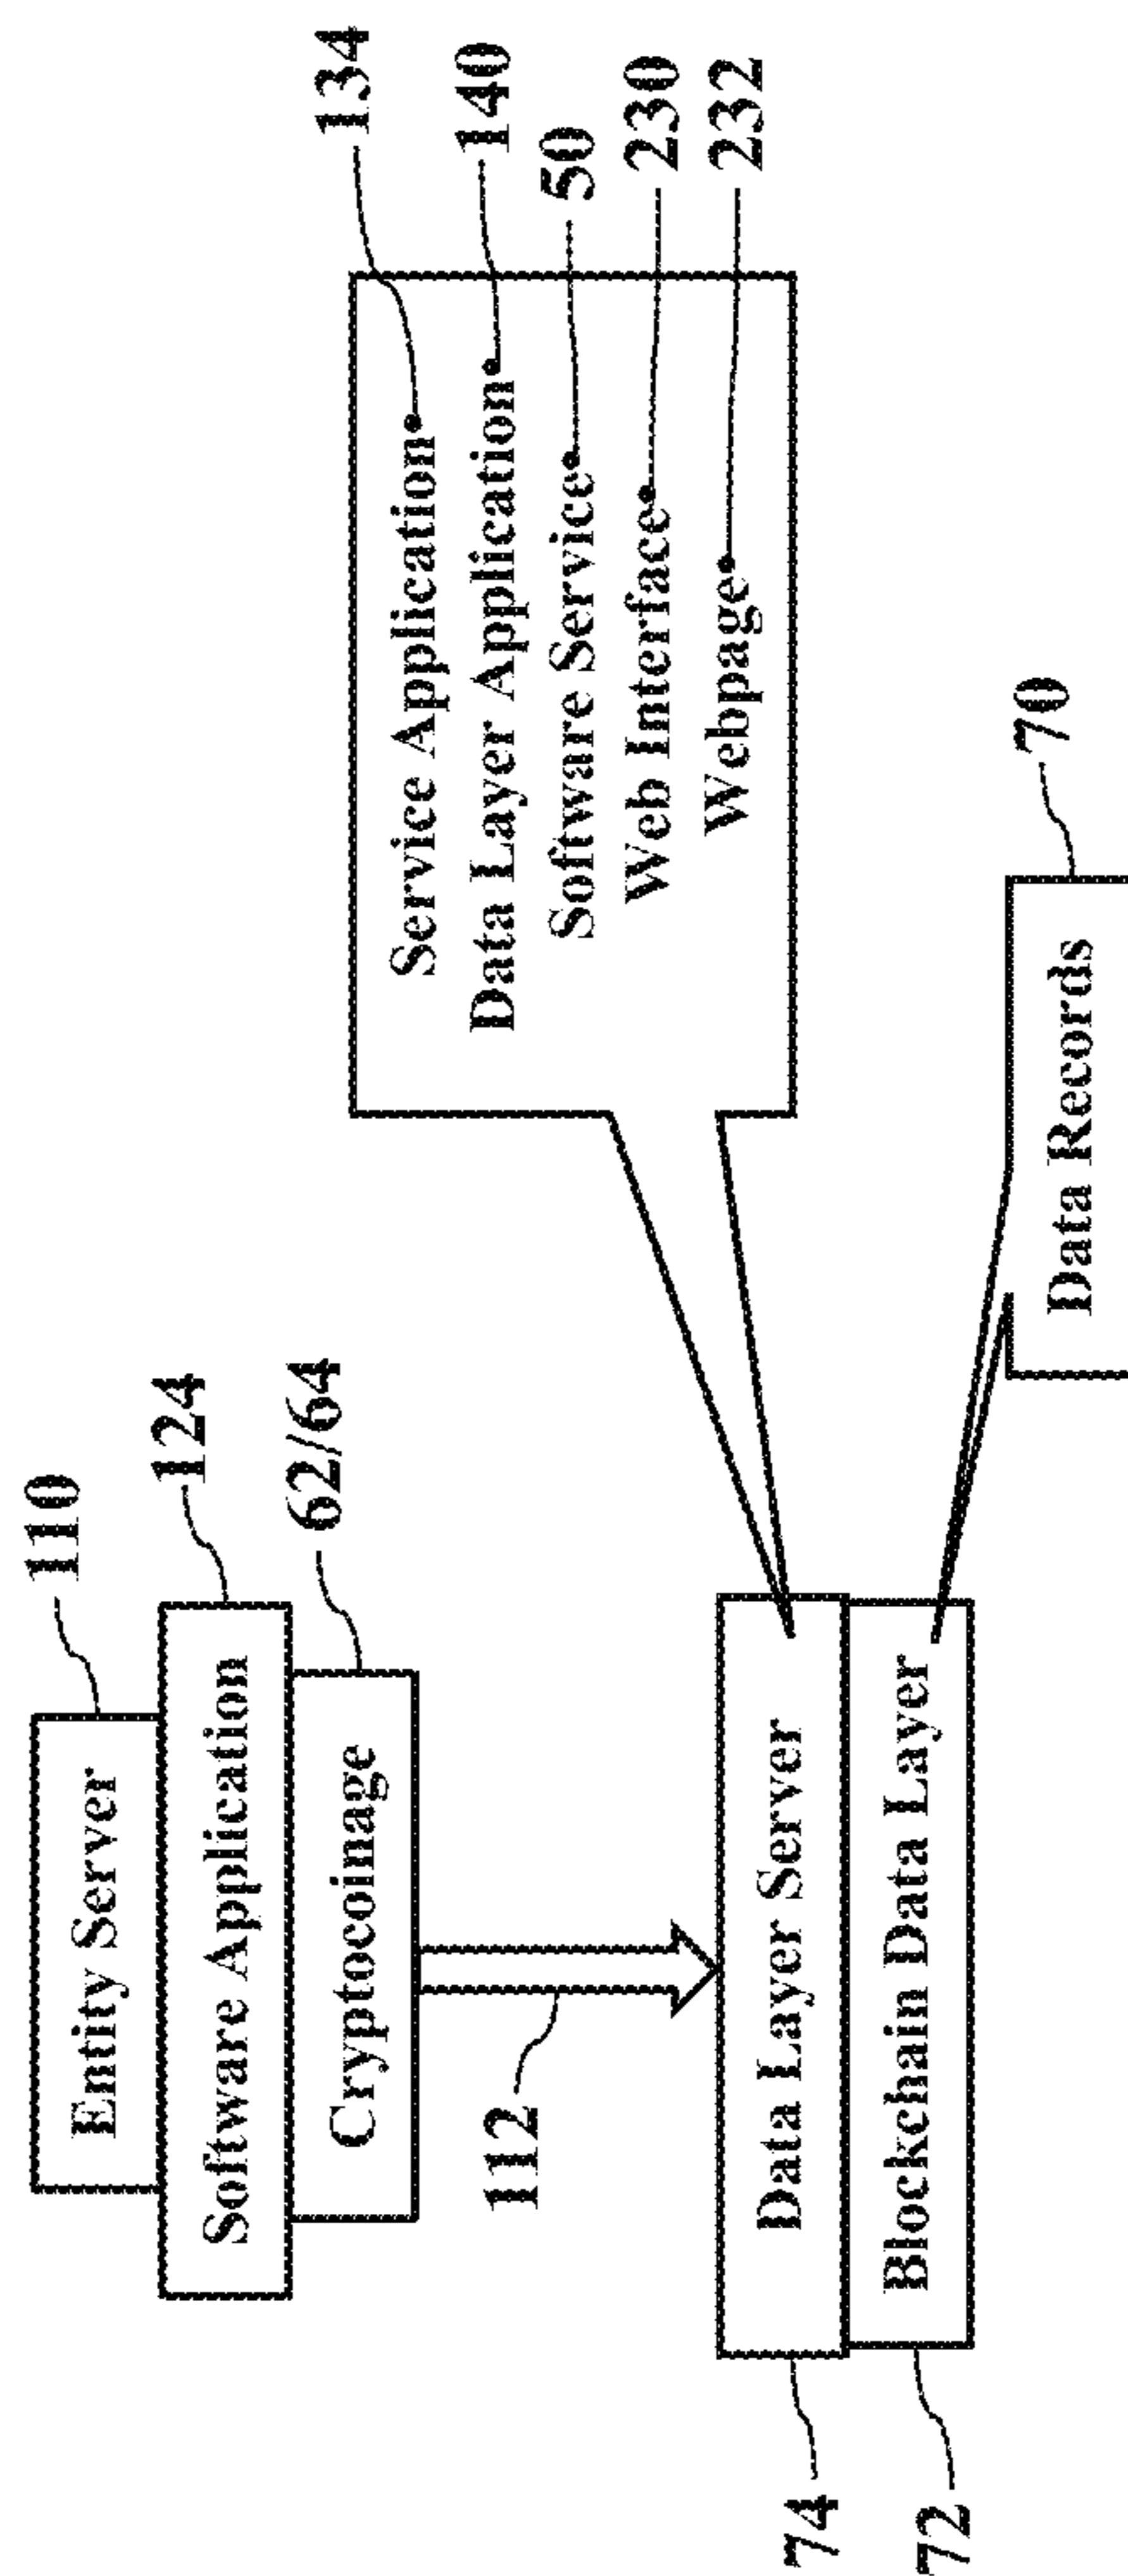 110
Entity Server
124
Software Application
62/64
Cryptocoinage
112
134
Service Application
140
Data Layer Application
50
Software Service
230
Web Interface
232
Webpage
74
Data Layer Server
72
Blockchain Data Layer
70
Data Records